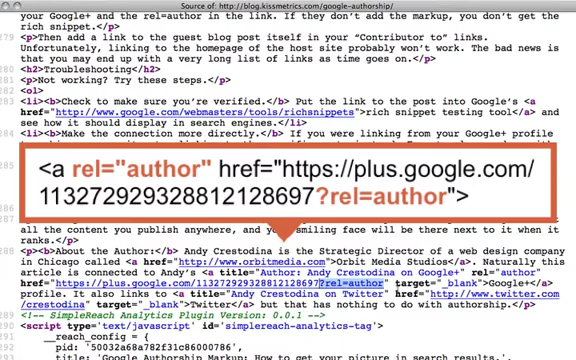 Source of: http://blog.kissmetrics.com/google-authorship/
your Google+ and the rel=author in the link. If they don't add the markup, you don't get the
rich snippet.</p>
279 <p>Then add a link to the guest blog post itself in your "Contributor to" links.
Unfortunately, linking to the homepage of the host site probably won't work. The bad news is
that you may end up with a very long list of links as time goes on.</p>
280 <h2>Troubleshooting</h2>
<p>Not working? Try these steps.</p>
<ol>
283 <li><b>Check to make sure you're verified.</b> Put the link to the post into Google's <a
href="http://www.google.com/webmasters/tools/richsnippets">rich snippet testing tool</a> and
see how it should display in search engines.</li>
284 <li><b>Make the connection more directly.</b> If you were linking from your Google+ profile
285
<a rel="author" href="https://plus.google.com/
113272929328812128697?rel=author">
all the content you publish anywhere, and your smiling face will be there next to it when it
ranks.</p>
<p><b>About the Author:</b> Andy Crestodina is the Strategic Director of a web design company
in Chicago called <a href="http://www.orbitmedia.com">Orbit Media Studios</a>. Naturally this
article is connected to Andy's <a title="Author: Andy Crestodina on Google+" rel="author"
href="https://plus.google.com/113272929328812128697?rel=author" target="_blank">Google+</a>
profile. It also links to <a title="Andy Crestodina on Twitter" href="http://www.twitter.com
/crestodina" target="_blank">Twitter</a> but that has nothing to do with authorship.</p>
<!-- SimpleReach Analytics Plugin Version: 0.0.1 -->
<script type='text/javascript' id='simplereach-analytics-tag'>
__reach_config = {
pid: '50032a68a782f31c86000786',
title: 'Google Authorship Markup: How to get your picture in search results.',